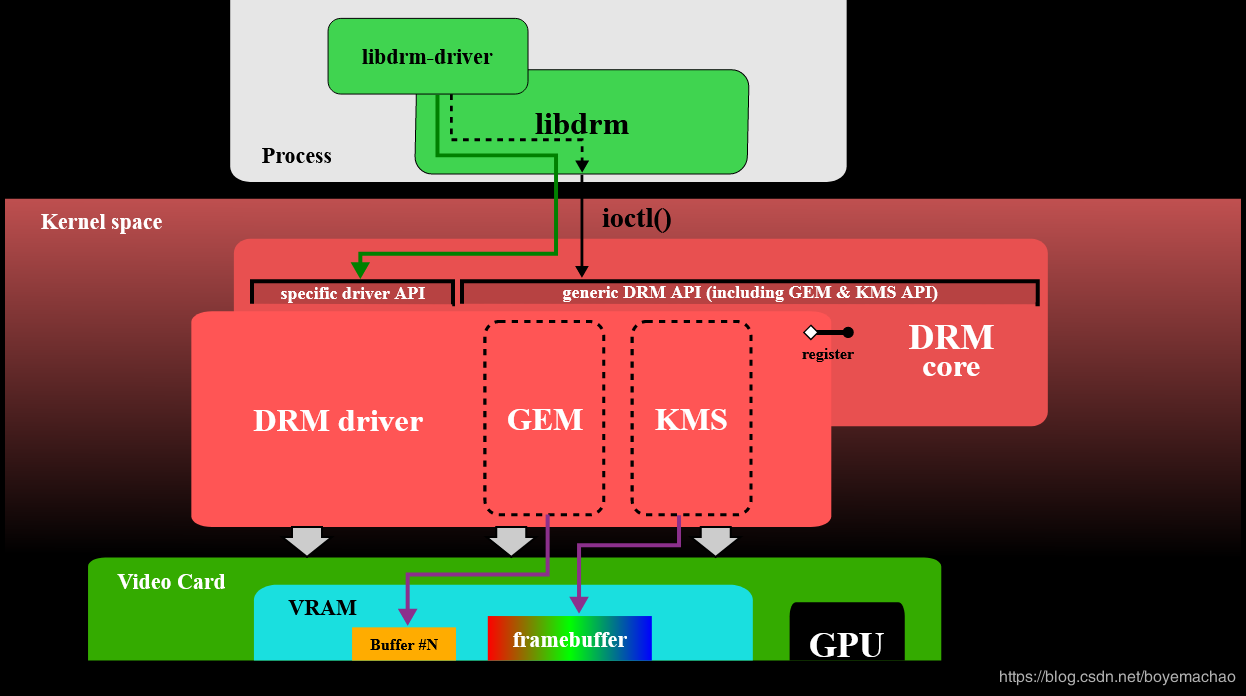 libdrm-driver
libdrm
Process
Kernel space
ioctl()
specific driver API
generic DRM API (including GEM & KMS API)
register
DRM
core
DRM driver
GEM
KMS
Video Card
VRAM
Buffer #N
framebuffer
GPU
https://blog.csdn.net/boyemachao